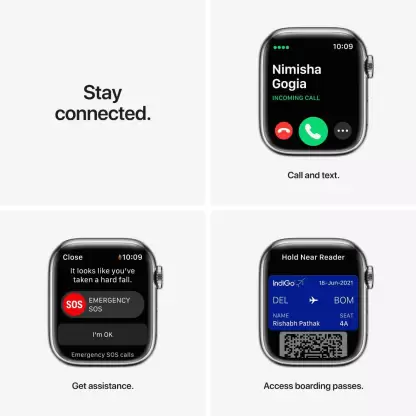 Stay
connected.
10:09
Nimisha
Gogia
INCOMING CALL
Call and text.
Close 10:09
It looks like you've
taken a hard fall.
SOS EMERGENCY
SOS
I'm OK
Emergency SOS calls
Get assistance.
Hold Near Reader
IndiGo 15-Jun-2021
DEL BOM
NAME SEAT
Rishabh Pathak 4A
Access boarding passes.